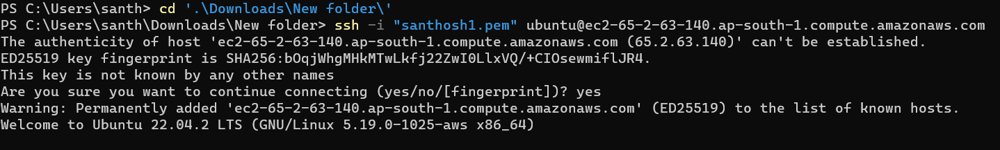 PS C:\Users\santh> cd '.\Downloads\New folder\'
PS C:\Users\santh\Downloads\New folder> ssh -i "santhosh1.pem" ubuntu@ec2-65-2-63-140.ap-south-1.compute.amazonaws.com
The authenticity of host 'ec2-65-2-63-140.ap-south-1.compute.amazonaws.com (65.2.63.140)' can't be established.
ED25519 key fingerprint is SHA256:bOqjWhgMHkMTwLkfj22ZwI0LlxVQ/+CIOsewmiflJR4.
This key is not known by any other names
Are you sure you want to continue connecting (yes/no/[fingerprint])? yes
Warning: Permanently added 'ec2-65-2-63-140.ap-south-1.compute.amazonaws.com' (ED25519) to the list of known hosts.
Welcome to Ubuntu 22.04.2 LTS (GNU/Linux 5.19.0-1025-aws x86_64)